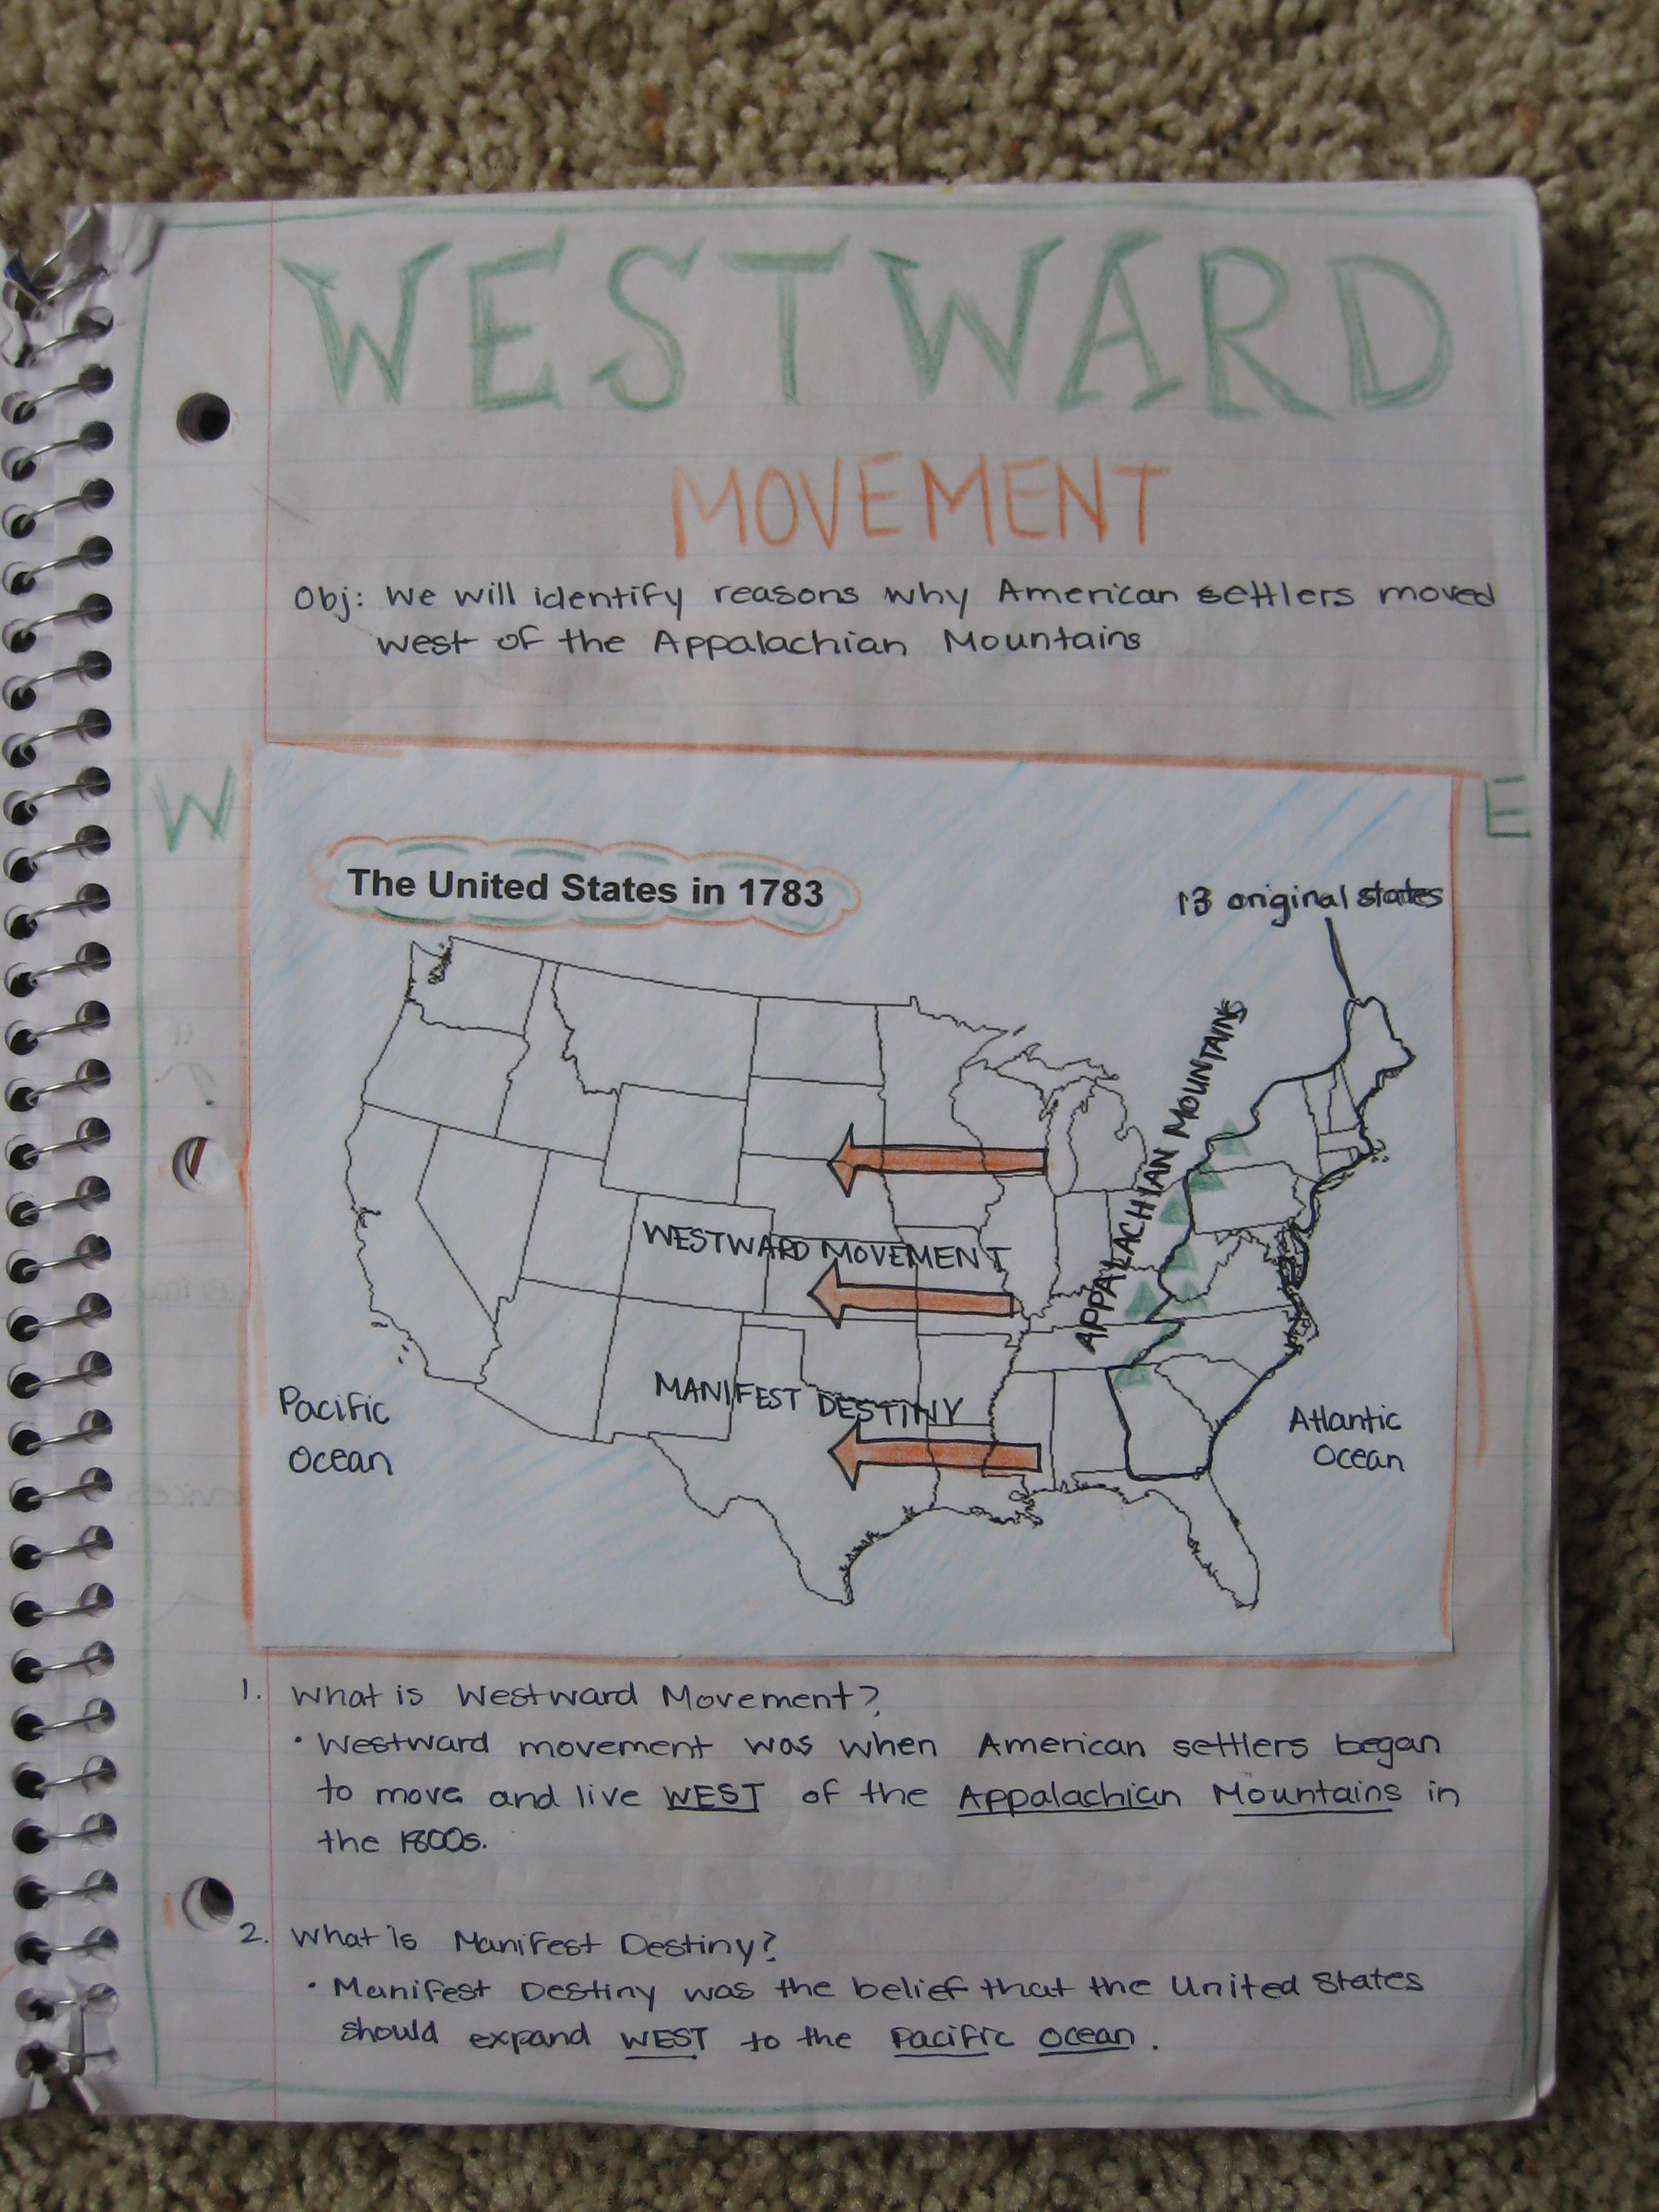 WESTWARD
MOVEMENT
Obj: We will identify reasons why American settlers moved
west of the Appalachian Mountains
W
E
The United States in 1783
13 original states
APPALACHIAN MOUNTAINS
WESTWARD MOVEMENT
MANIFEST DESTINY
Pacific
Ocean
Atlantic
Ocean
1. What is Westward Movement?
• Westward movement was when American settlers began
to move and live WEST of the Appalachian Mountains in
the 1800s.
2. What is Manifest Destiny?
• Manifest Destiny was the belief that the United States
should expand WEST to the Pacific Ocean.